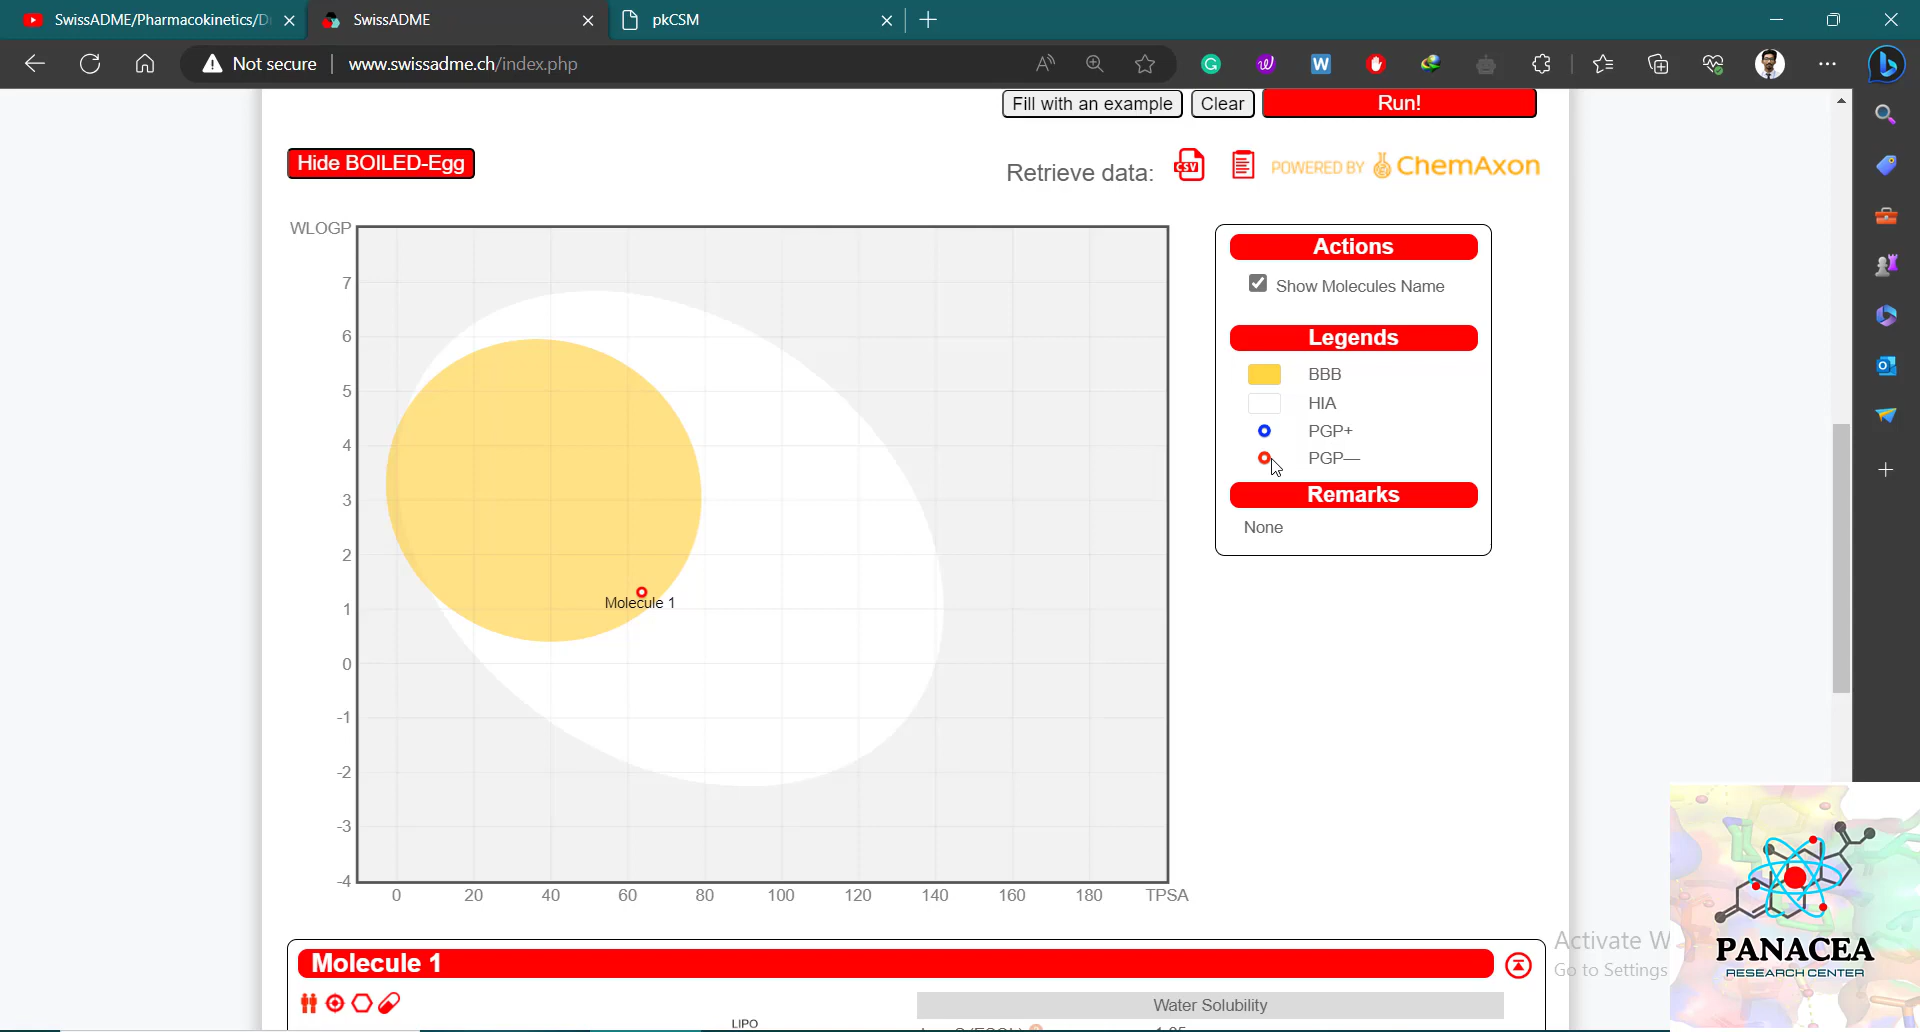 SwissADME/Pharmacokinetics/D
SwissADME
pkCSM
Not secure
www.swissadme.ch/index.php
Fill with an example
Clear
Run!
Hide BOILED-Egg
Retrieve data:
CSV
POWERED BY ChemAxon
WLOGP
7
6
5
4
3
2
1
0
-1
-2
-3
-4
0 20 40 60 80 100 120 140 160 180 TPSA
Molecule 1
Actions
Show Molecules Name
Legends
BBB
HIA
PGP+
PGP—
Remarks
None
Molecule 1
LIPO
Water Solubility
Activate W
Go to Settings
PANACEA
RESEARCH CENTER